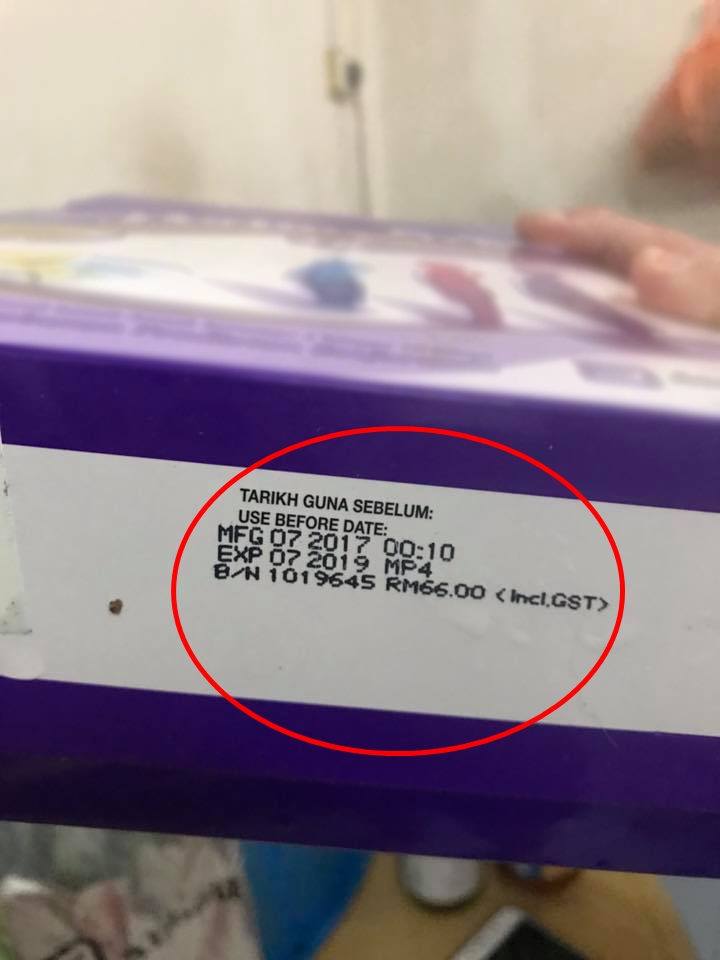 TARIKH GUNA SEBELUM:
USE BEFORE DATE:
MFG 07 2017 00:10
EXP 07 2019 MP4
B/N 1019645 RM66.00 <Incl.GST>